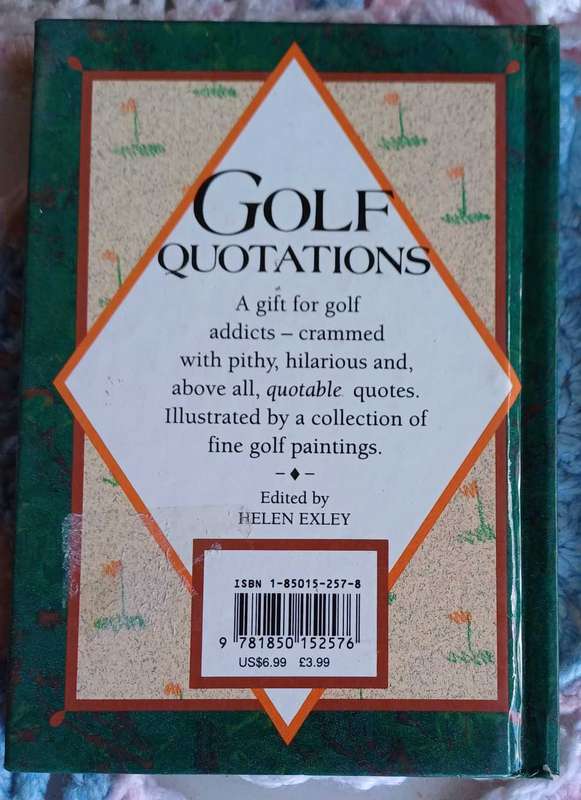 GOLF
QUOTATIONS
A gift for golf
addicts – crammed
with pithy, hilarious and,
above all, quotable quotes.
Illustrated by a collection of
fine golf paintings.
Edited by
HELEN EXLEY
ISBN 1-85015-257-8
9 781850 152576
US$6.99 £3.99